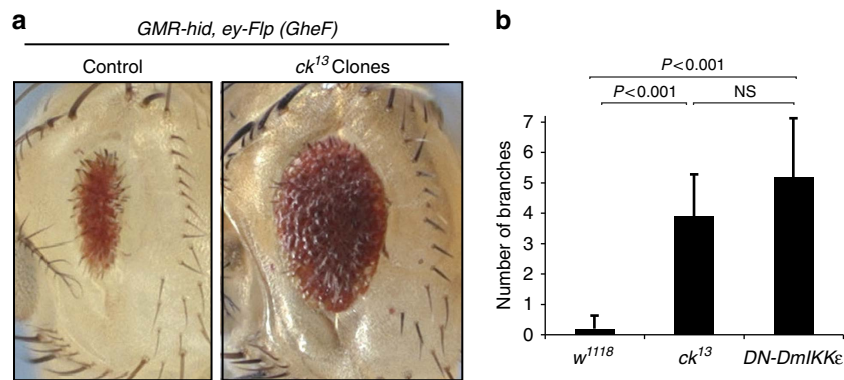 a
GMR-hid, ey-Flp (GheF)
Control
ck¹³ Clones
b
P<0.001
P<0.001
NS
Number of branches
7
6
5
4
3
2
1
0
w¹¹¹⁸
ck¹³
DN-DmIKKε